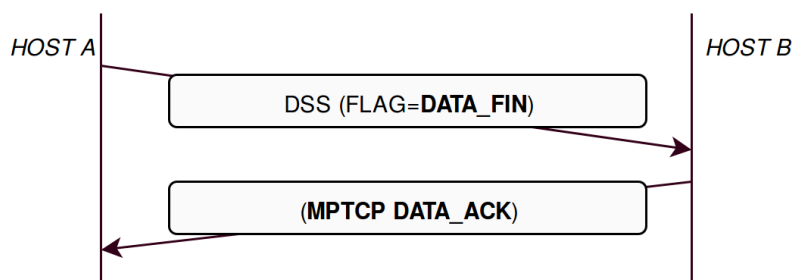 HOST A
HOST B
DSS (FLAG=DATA_FIN)
(MPTCP DATA_ACK)